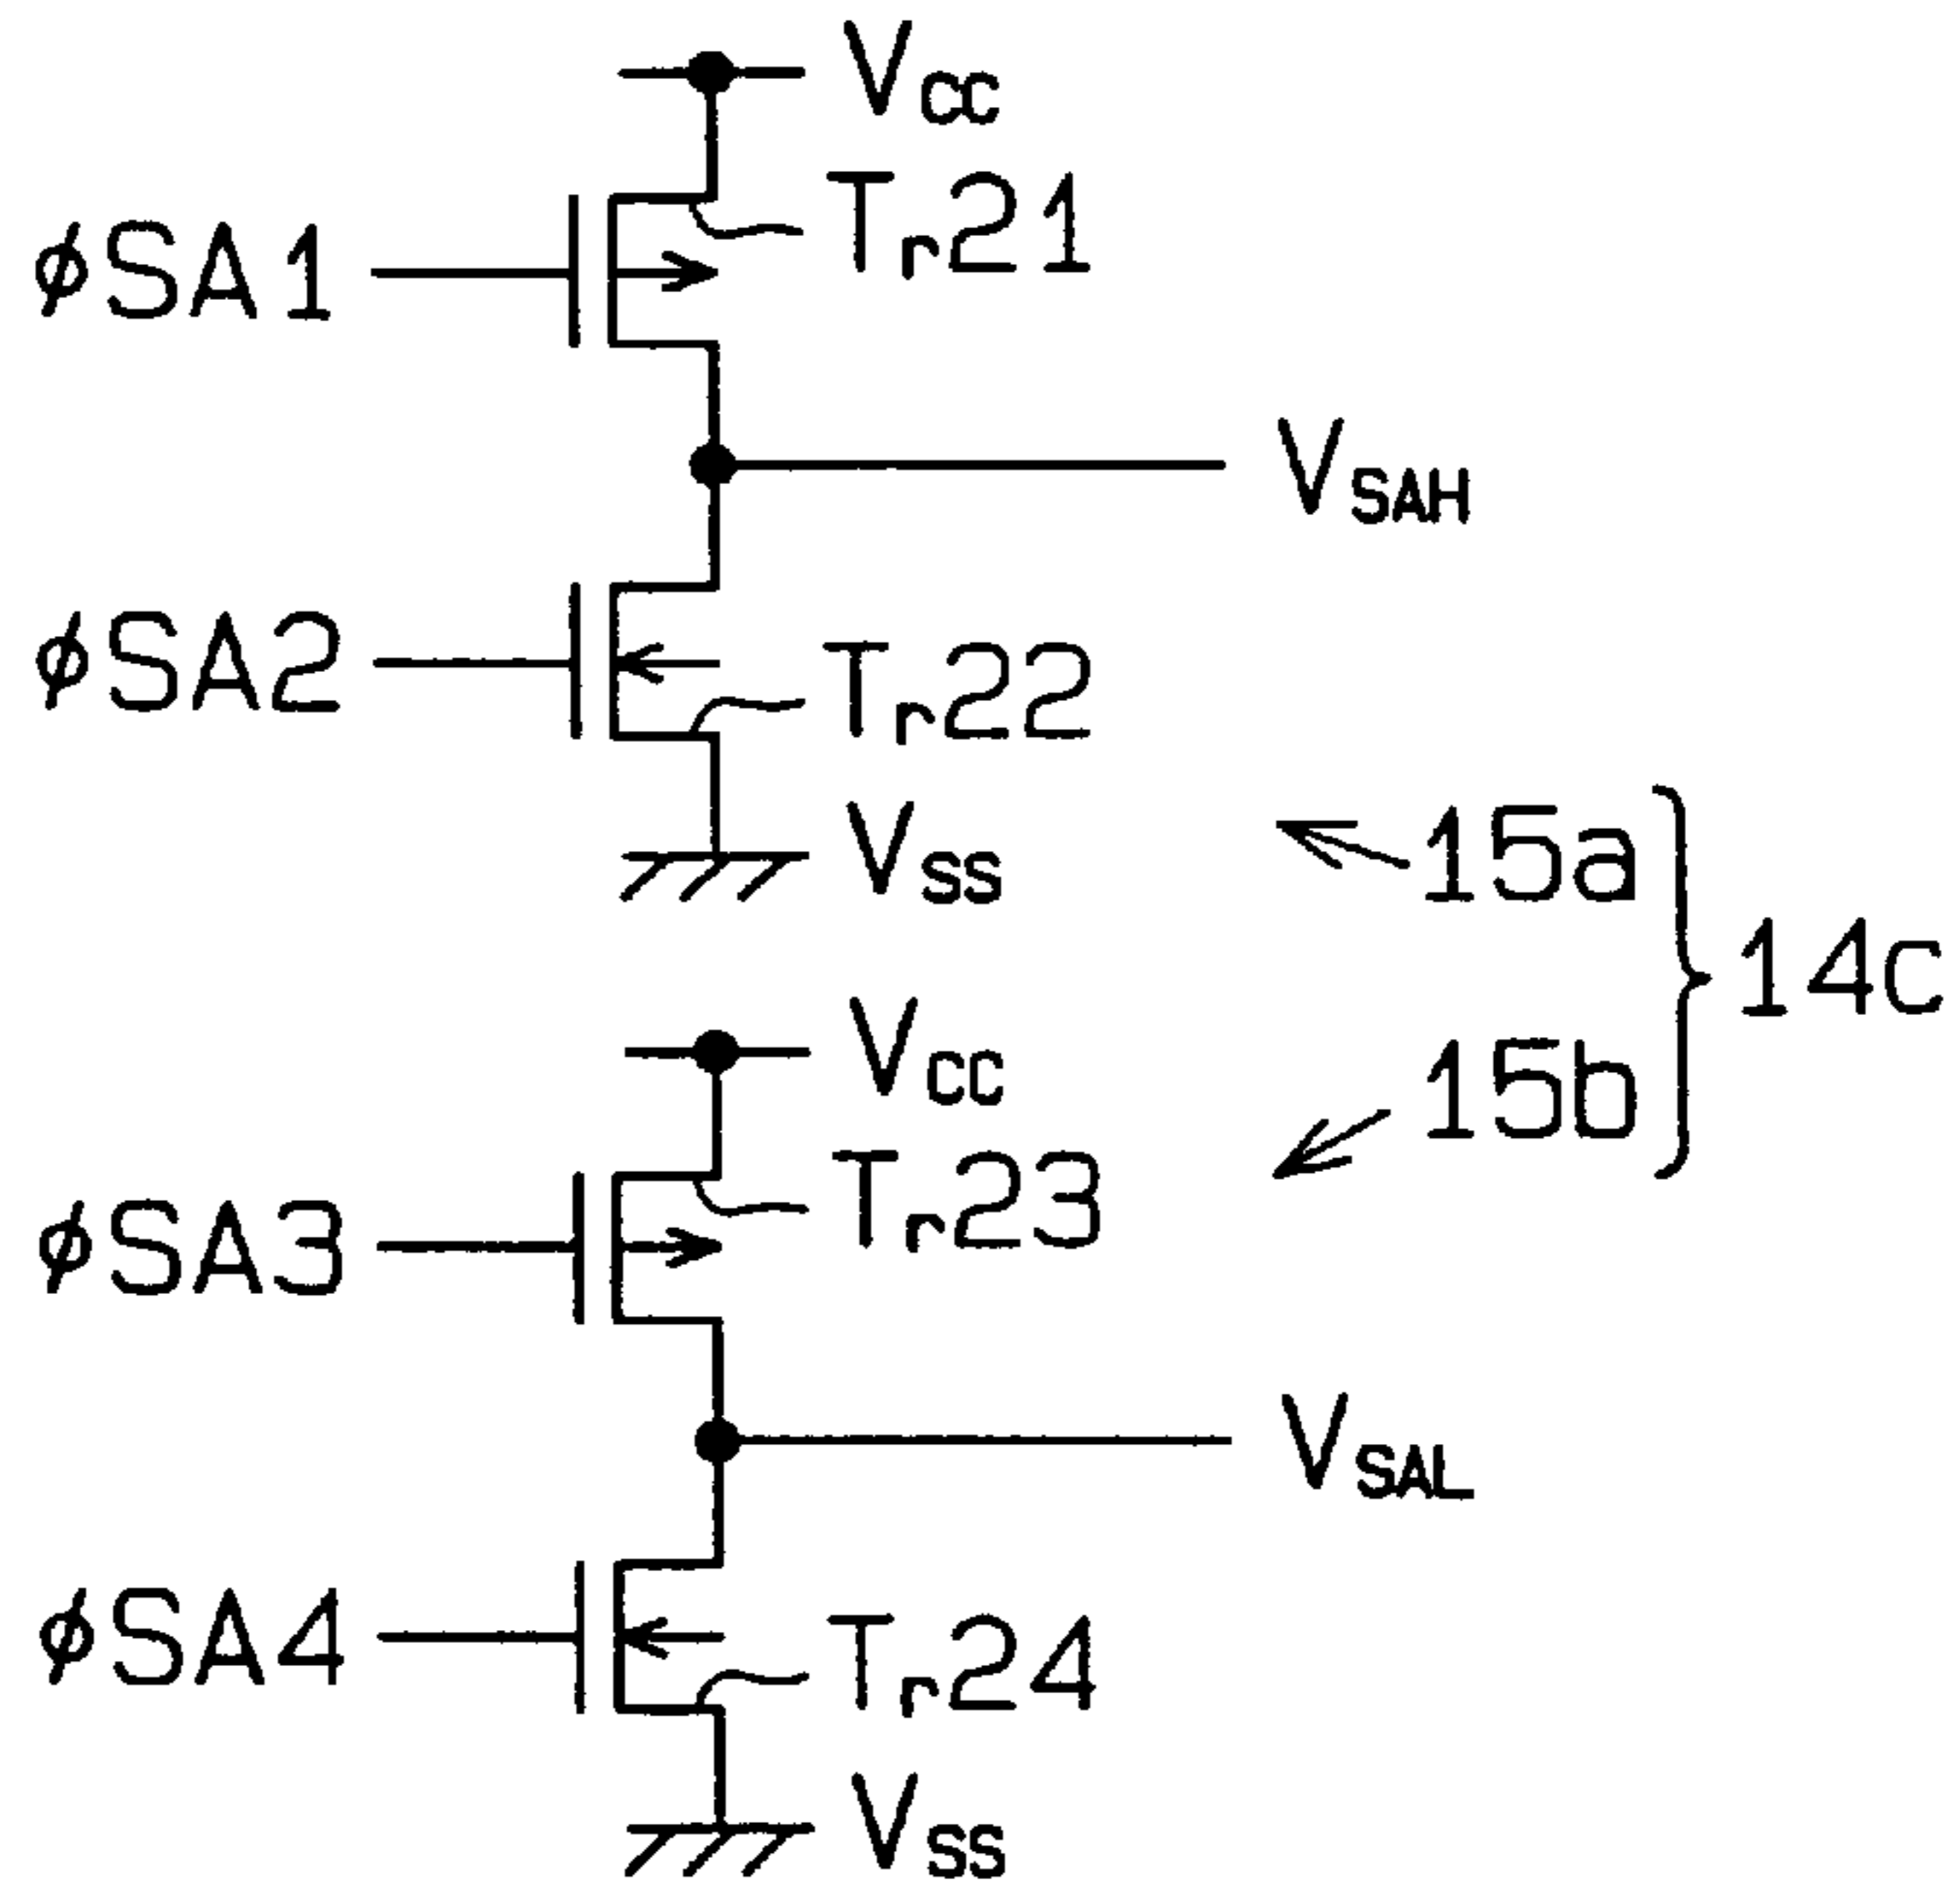 VCC
Tr21
φSA1
VSAH
φSA2
Tr22
VSS
15a
14c
VCC
15b
Tr23
φSA3
VSAL
φSA4
Tr24
VSS